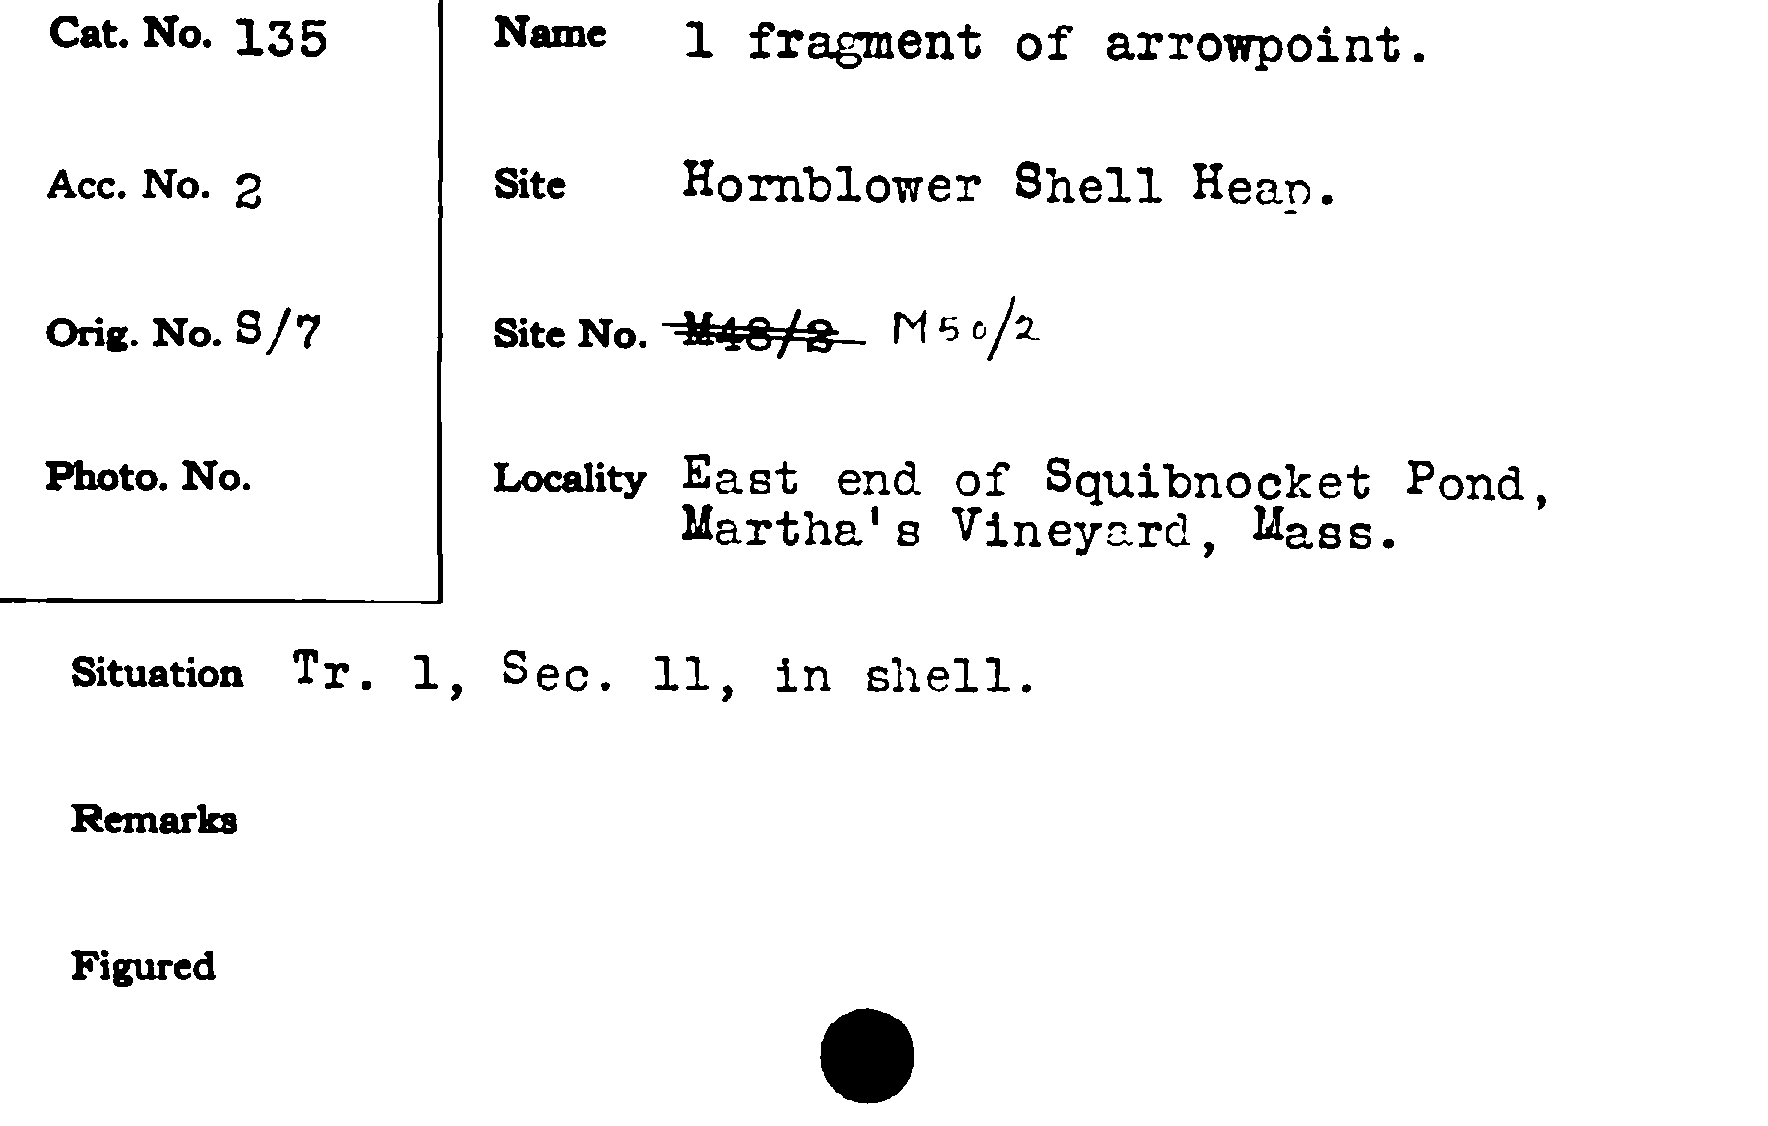 Cat. No. 135
Name 1 fragment of arrowpoint.
Acc. No. 2
Site Hornblower Shell Heap.
Orig. No. S/7
Site No. M48/2 M50/2
Photo. No.
Locality East end of Squibnocket Pond,
Martha's Vineyard, Mass.
Situation Tr. 1, Sec. 11, in shell.
Remarks
Figured